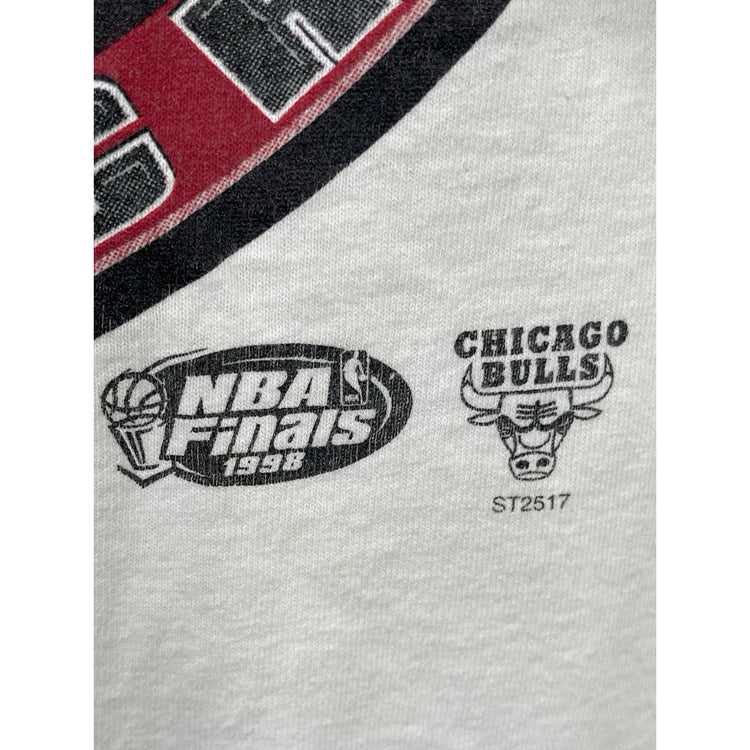 NBA
Finals
1998
CHICAGO
BULLS
ST2517